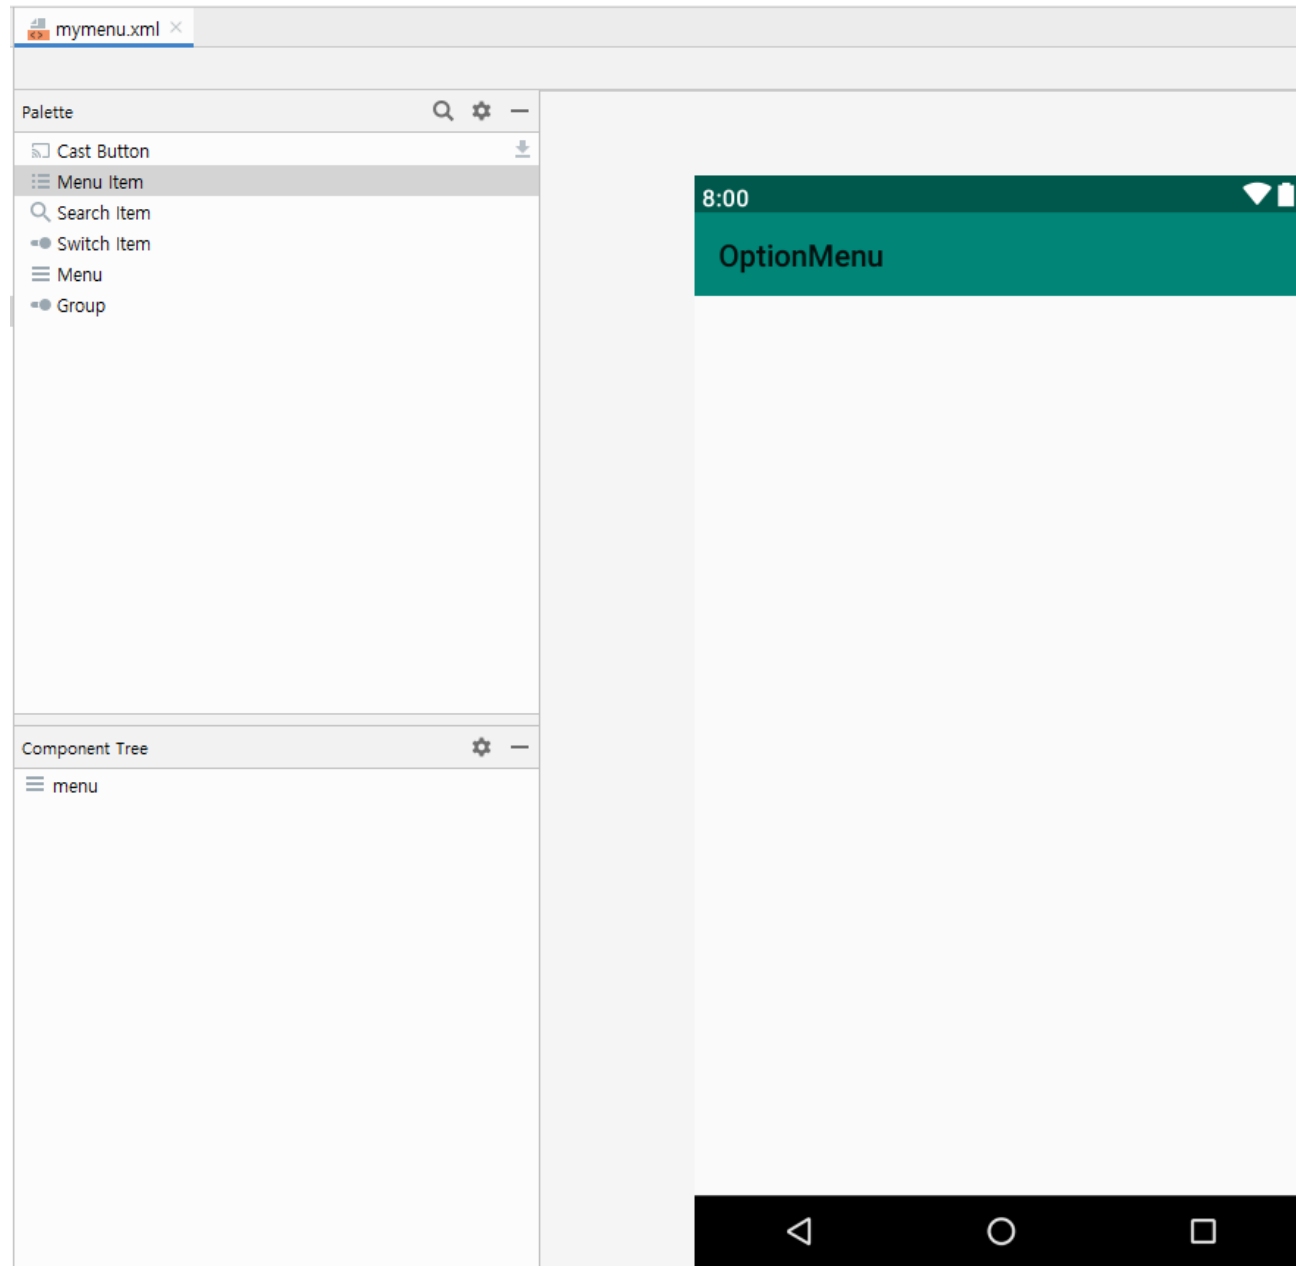 mymenu.xml
Palette
Cast Button
Menu Item
Search Item
Switch Item
Menu
Group
Component Tree
menu
8:00
OptionMenu